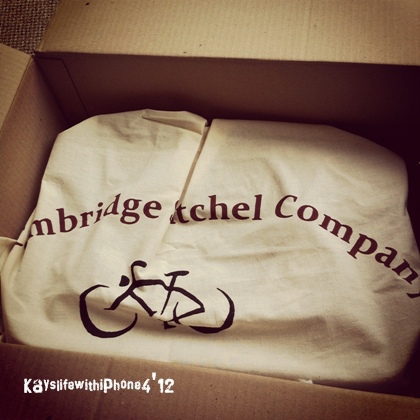 mbridge tchel Company
Kayslifewithiphone4'12